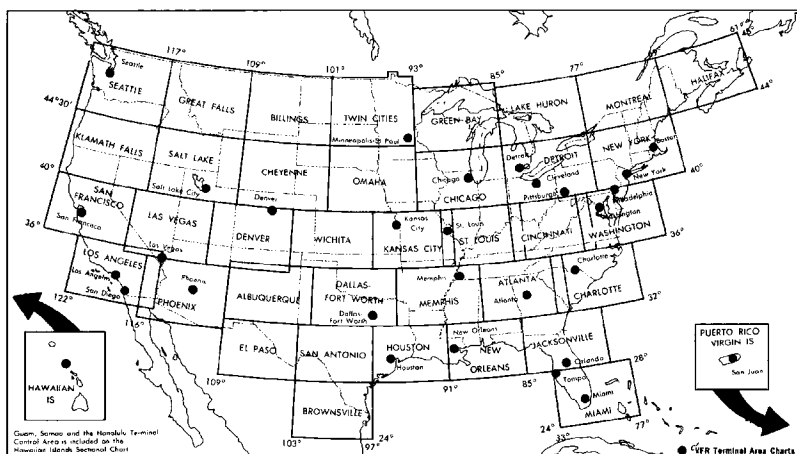 125° 117° 109° 101° 93° 85° 77° 69° 61°
48°
44°
Seattle
SEATTLE
GREAT FALLS
BILLINGS
TWIN CITIES
Minneapolis-St Paul
GREEN BAY
LAKE HURON
MONTREAL
HALIFAX
44°30'
KLAMATH FALLS
SALT LAKE
Salt Lake City
CHEYENNE
OMAHA
Chicago
CHICAGO
Detroit
DETROIT
Cleveland
Pittsburgh
NEW YORK
Boston
New York
40°
40°
SAN FRANCISCO
San Francisco
LAS VEGAS
Las Vegas
Denver
DENVER
WICHITA
Kansas City
KANSAS CITY
St. Louis
ST LOUIS
CINCINNATI
Philadelphia
Washington
WASHINGTON
36°
36°
LOS ANGELES
Los Angeles
San Diego
Phoenix
PHOENIX
ALBUQUERQUE
DALLAS-FORT WORTH
Dallas-Fort Worth
Memphis
MEMPHIS
ATLANTA
Atlanta
Charlotte
CHARLOTTE
32°
122°
116°
EL PASO
SAN ANTONIO
HOUSTON
Houston
New Orleans
NEW ORLEANS
JACKSONVILLE
Orlando
109°
91°
85°
28°
Tampa
Miami
MIAMI
BROWNSVILLE
103°
97°
24°
24°
83°
77°
HAWAIIAN IS
PUERTO RICO
VIRGIN IS
San Juan
Guam, Samoa and the Honolulu Terminal
Control Area is included on the
Hawaiian Islands Sectional Chart
VFR Terminal Area Charts